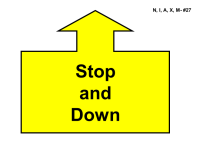 N, I, A, X, M- #27
Stop
and
Down